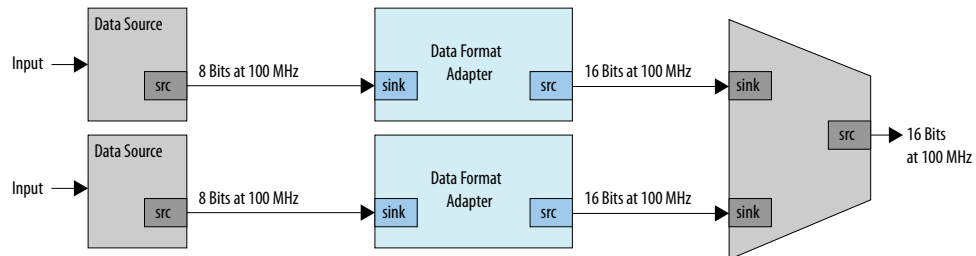 Data Source
Input
src
8 Bits at 100 MHz
sink
Data Format
Adapter
src
16 Bits at 100 MHz
sink
Data Source
Input
src
8 Bits at 100 MHz
sink
Data Format
Adapter
src
16 Bits at 100 MHz
sink
src
16 Bits
at 100 MHz